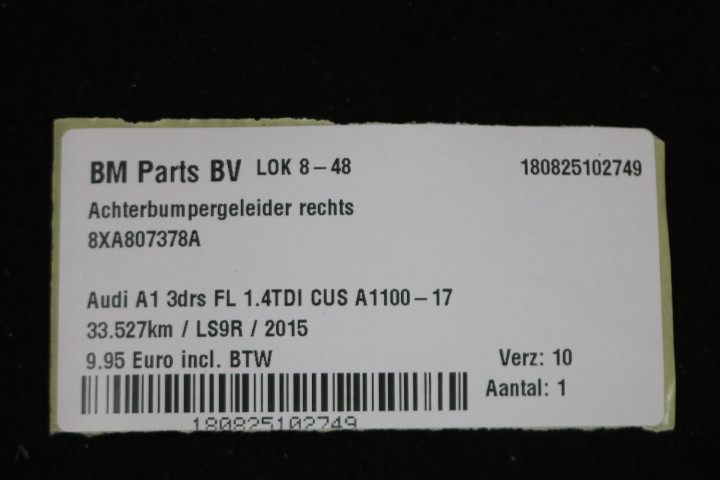 BM Parts BV LOK 8-48 180825102749
Achterbumpergeleider rechts
8XA807378A
Audi A1 3drs FL 1.4TDI CUS A1100-17
33.527km / LS9R / 2015
9.95 Euro incl. BTW Verz: 10
Aantal: 1
180825102749